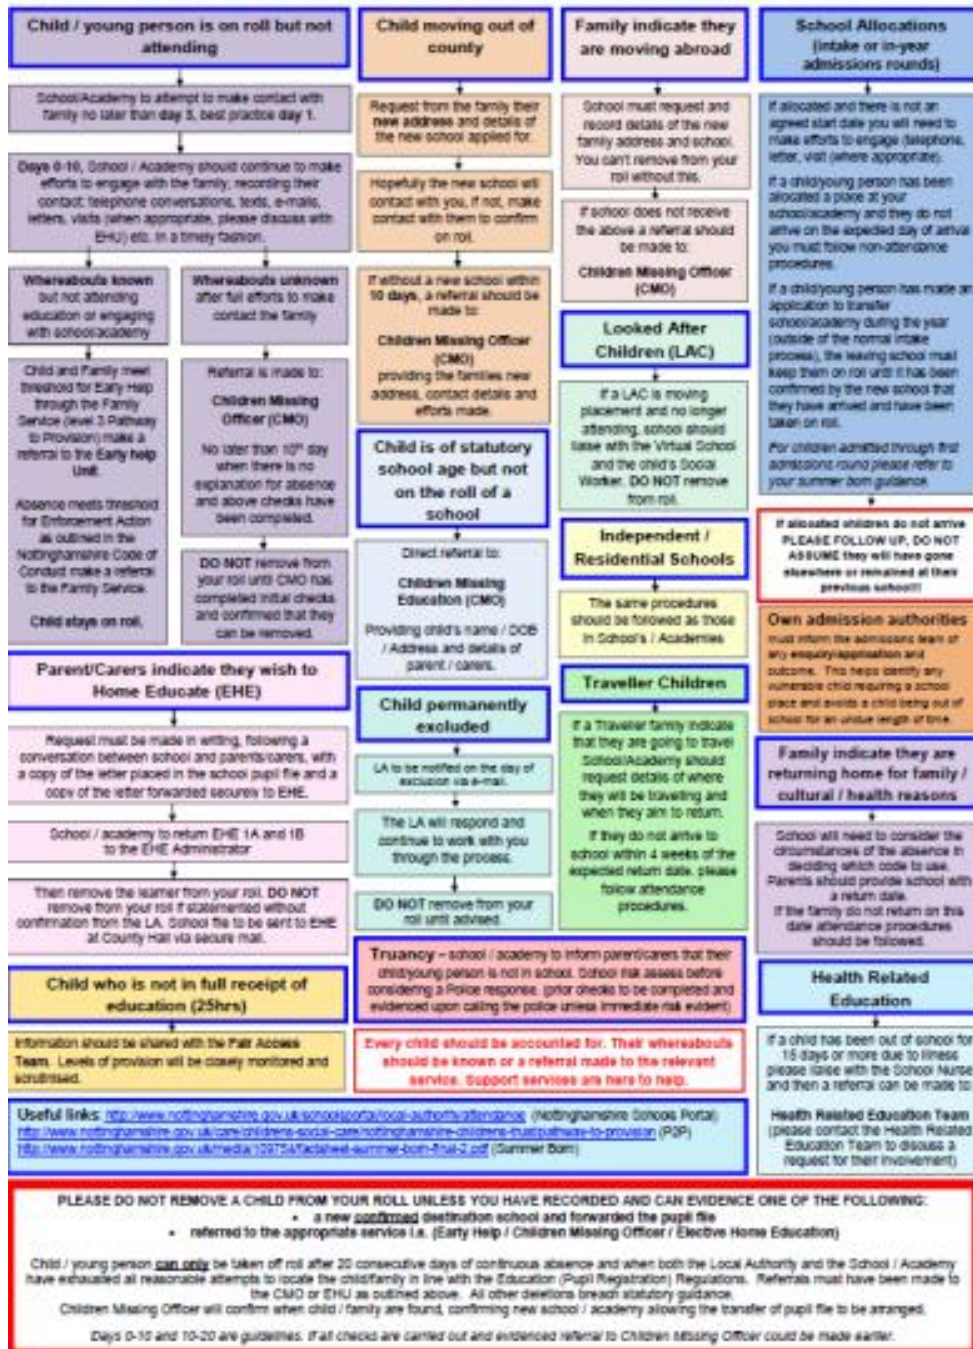 Child / young person is on roll but not
attending
School/Academy to attempt to make contact with
family no later than day 3, best practice day 1.
Days 0-10, School / Academy should continue to make
efforts to engage with the family; recording their
contact: telephone conversations, texts, e-mails,
letters, visits (when appropriate, please discuss with
EHU) etc. in a timely fashion.
Whereabouts known
but not attending
education or engaging
with school/academy
Child and Family meet
threshold for Early Help
through the Family
Service (level 3 Pathway
to Provision) make a
referral to the Early help
Unit.
Absence meets threshold
for Enforcement Action
as outlined in the
Nottinghamshire Code of
Conduct make a referral
to the Family Service.
Child stays on roll.
Whereabouts unknown
after full efforts to make
contact the family
Referral is made to:
Children Missing
Officer (CMO)
No later than 10th day
when there is no
explanation for absence
and above checks have
been completed.
DO NOT remove from
your roll until CMO has
completed initial checks
and confirmed that they
can be removed.
Parent/Carers indicate they wish to
Home Educate (EHE)
Request must be made in writing, following a
conversation between school and parents/carers, with
a copy of the letter placed in the school pupil file and a
copy of the letter forwarded securely to EHE.
School / academy to return EHE 1A and 1B
to the EHE Administrator
Then remove the learner from your roll. DO NOT
remove from your roll if statemented without
confirmation from the LA. School file to be sent to EHE
at County Hall via secure mail.
Child who is not in full receipt of
education (25hrs)
Information should be shared with the Fair Access
Team. Levels of provision will be closely monitored and
scrutinised.
Child moving out of
county
Request from the family their
new address and details of
the new school applied for.
Hopefully the new school will
contact with you, if not, make
contact with them to confirm
on roll.
If without a new school within
10 days, a referral should be
made to:
Children Missing Officer
(CMO)
providing the families new
address, contact details and
efforts made.
Child is of statutory
school age but not
on the roll of a
school
Direct referral to:
Children Missing
Education (CMO)
Providing child's name / DOB
/ Address and details of
parent / carers.
Child permanently
excluded
LA to be notified on the day of
exclusion via e-mail.
The LA will respond and
continue to work with you
through the process.
DO NOT remove from your
roll until advised.
Family indicate they
are moving abroad
School must request and
record details of the new
family address and school.
You can't remove from your
roll without this.
If school does not receive
the above a referral should
be made to:
Children Missing Officer
(CMO)
Looked After
Children (LAC)
If a LAC is moving
placement and no longer
attending, school should
liaise with the Virtual School
and the child's Social
Worker. DO NOT remove
from roll.
Independent /
Residential Schools
The same procedures
should be followed as those
in School's / Academies
Traveller Children
If a Traveller family indicate
that they are going to travel
School/Academy should
request details of where
they will be travelling and
when they aim to return.
If they do not arrive to
school within 4 weeks of the
expected return date, please
follow attendance
procedures.
Truancy – school / academy to inform parent/carers that their
child/young person is not in school. School risk assess before
considering a Police response. (prior checks to be completed and
evidenced upon calling the police unless immediate risk evident)
Every child should be accounted for. Their whereabouts
should be known or a referral made to the relevant
service. Support services are here to help.
School Allocations
(intake or in-year
admissions rounds)
If allocated and there is not an
agreed start date you will need to
make efforts to engage (telephone,
letter, visit (where appropriate).
If a child/young person has been
allocated a place at your
school/academy and they do not
arrive on the expected day of arrival
you must follow non-attendance
procedures.
If a child/young person has made an
application to transfer
school/academy during the year
(outside of the normal intake
process), the leaving school must
keep them on roll until it has been
confirmed by the new school that
they have arrived and have been
taken on roll.
For children admitted through first
admissions round please refer to
your summer born guidance.
If allocated children do not arrive
PLEASE FOLLOW UP, DO NOT
ASSUME they will have gone
elsewhere or remained at their
previous school!!!
Own admission authorities
must inform the admissions team of
any enquiry/application and
outcome. This helps identify any
vulnerable child requiring a school
place and avoids a child being out of
school for an undue length of time.
Family indicate they are
returning home for family /
cultural / health reasons
School will need to consider the
circumstances of the absence in
deciding which code to use.
Parents should provide school with
a return date.
If the family do not return on this
date attendance procedures
should be followed.
Health Related
Education
If a child has been out of school for
15 days or more due to illness
please liaise with the School Nurse
and then a referral can be made to:
Health Related Education Team
(please contact the Health Related
Education Team to discuss a
request for their involvement)
Useful links: http://www.nottinghamshire.gov.uk/schoolsportal/local-authority/attendance (Nottinghamshire Schools Portal)
http://www.nottinghamshire.gov.uk/care/childrens-social-care/nottinghamshire-childrens-trust/pathway-to-provision (P2P)
http://www.nottinghamshire.gov.uk/media/109754/factsheet-summer-born-final-2.pdf (Summer Born)
PLEASE DO NOT REMOVE A CHILD FROM YOUR ROLL UNLESS YOU HAVE RECORDED AND CAN EVIDENCE ONE OF THE FOLLOWING:
• a new confirmed destination school and forwarded the pupil file
• referred to the appropriate service i.e. (Early Help / Children Missing Officer / Elective Home Education)
Child / young person can only be taken off roll after 20 consecutive days of continuous absence and when both the Local Authority and the School / Academy
have exhausted all reasonable attempts to locate the child/family in line with the Education (Pupil Registration) Regulations. Referrals must have been made to
the CMO or EHU as outlined above. All other deletions breach statutory guidance.
Children Missing Officer will confirm when child / family are found, confirming new school / academy allowing the transfer of pupil file to be arranged.
Days 0-10 and 10-20 are guidelines. If all checks are carried out and evidenced referral to Children Missing Officer could be made earlier.